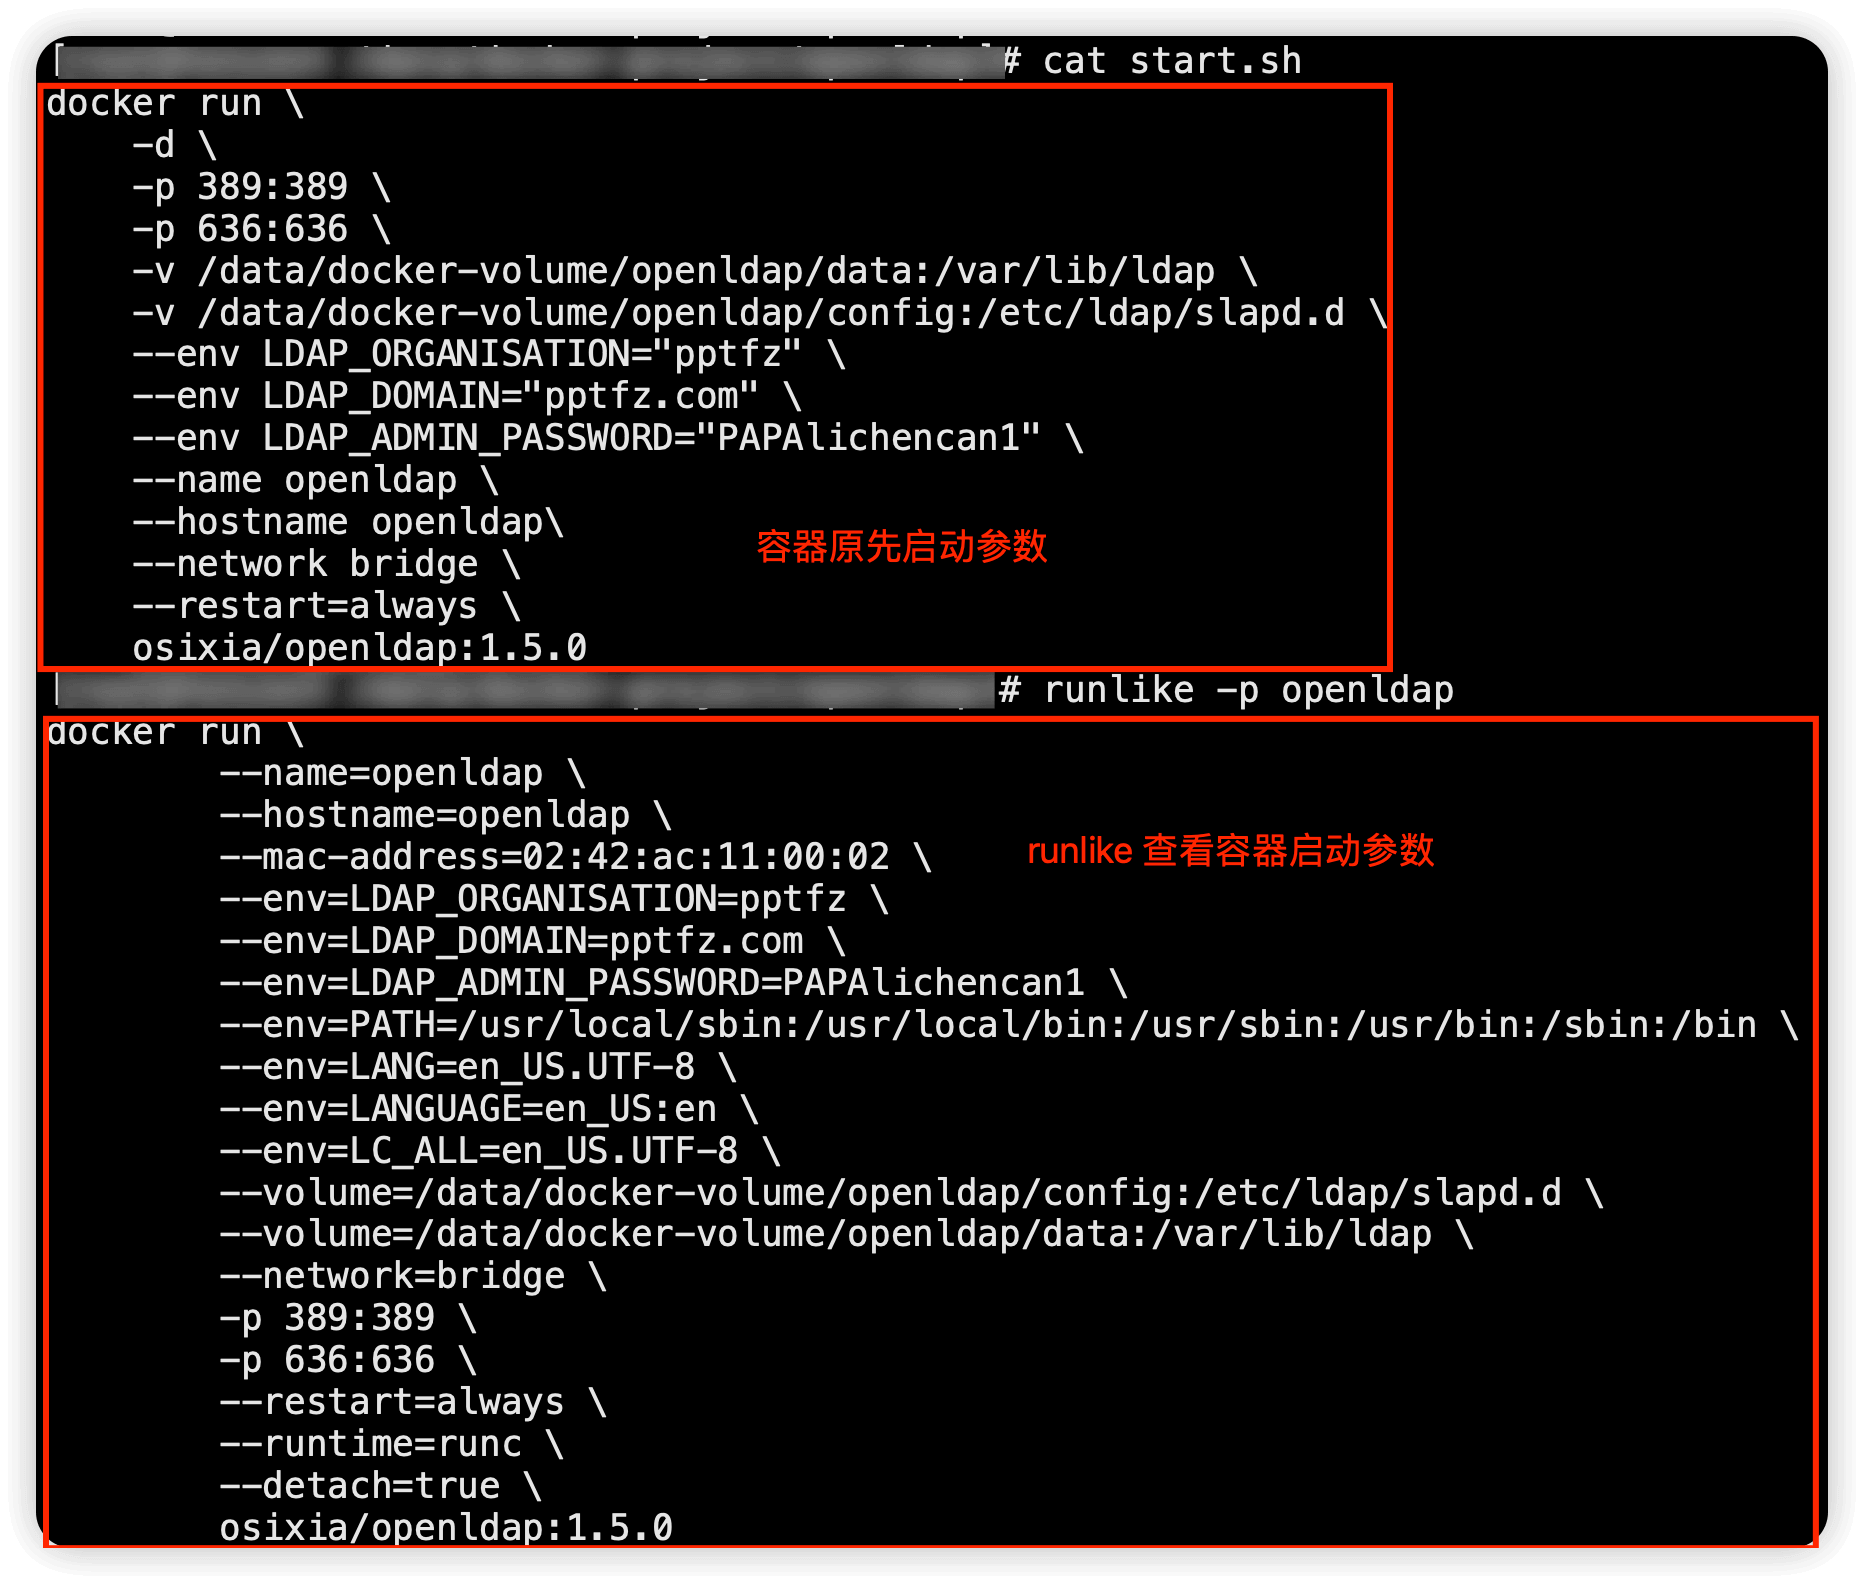 # cat start.sh
docker run \
-d \
-p 389:389 \
-p 636:636 \
-v /data/docker-volume/openldap/data:/var/lib/ldap \
-v /data/docker-volume/openldap/config:/etc/ldap/slapd.d \
--env LDAP_ORGANISATION="pptfz" \
--env LDAP_DOMAIN="pptfz.com" \
--env LDAP_ADMIN_PASSWORD="PAPAlichencan1" \
--name openldap \
--hostname openldap\
容器原先启动参数
--network bridge \
--restart=always \
osixia/openldap:1.5.0
# runlike -p openldap
docker run \
--name=openldap \
--hostname=openldap \
--mac-address=02:42:ac:11:00:02 \
runlike 查看容器启动参数
--env=LDAP_ORGANISATION=pptfz \
--env=LDAP_DOMAIN=pptfz.com \
--env=LDAP_ADMIN_PASSWORD=PAPAlichencan1 \
--env=PATH=/usr/local/sbin:/usr/local/bin:/usr/sbin:/usr/bin:/sbin:/bin \
--env=LANG=en_US.UTF-8 \
--env=LANGUAGE=en_US:en \
--env=LC_ALL=en_US.UTF-8 \
--volume=/data/docker-volume/openldap/config:/etc/ldap/slapd.d \
--volume=/data/docker-volume/openldap/data:/var/lib/ldap \
--network=bridge \
-p 389:389 \
-p 636:636 \
--restart=always \
--runtime=runc \
--detach=true \
osixia/openldap:1.5.0